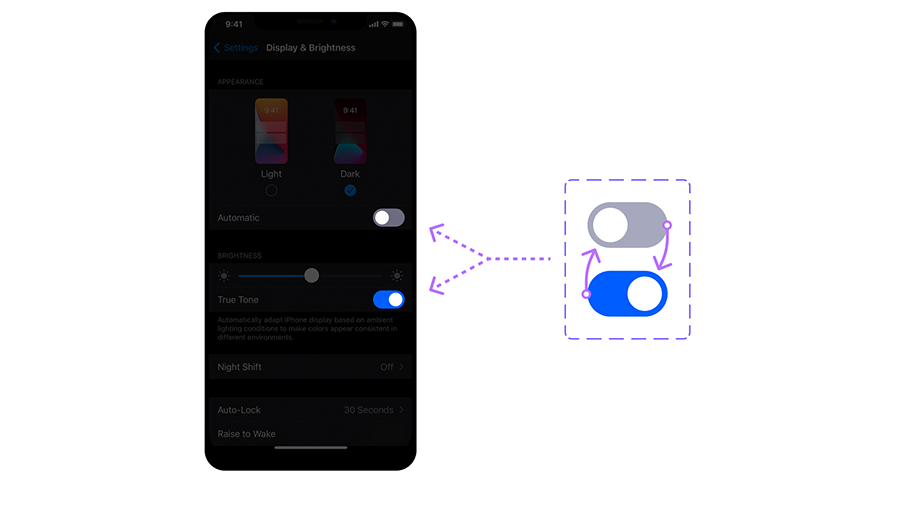 9:41
Settings Display & Brightness
APPEARANCE
9:41 9:41
Light Dark
Automatic
BRIGHTNESS
True Tone
Automatically adapt iPhone display based on ambient
lighting conditions to make colors appear consistent in
different environments.
Night Shift Off
Auto-Lock 30 Seconds
Raise to Wake